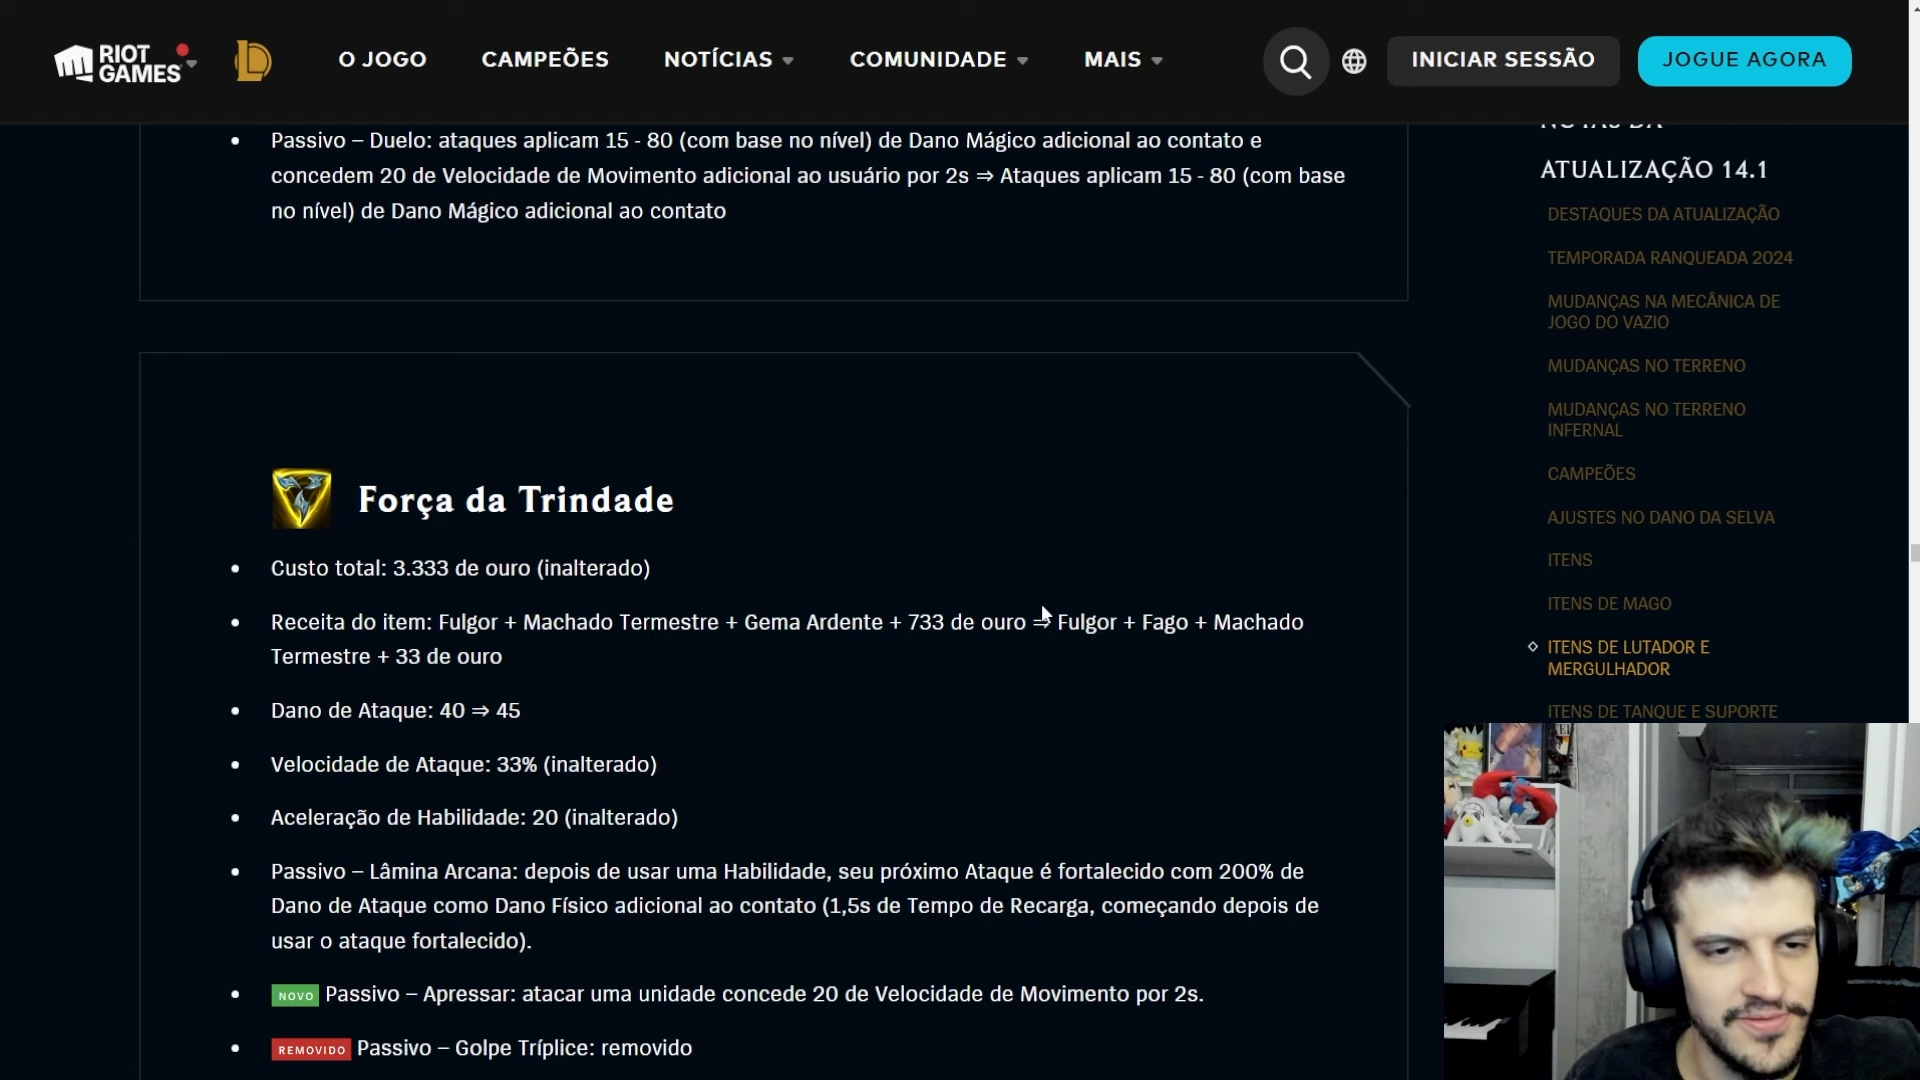 RIOT GAMES
O JOGO CAMPEÕES NOTÍCIAS COMUNIDADE MAIS INICIAR SESSÃO JOGUE AGORA
Passivo – Duelo: ataques aplicam 15 - 80 (com base no nível) de Dano Mágico adicional ao contato e
concedem 20 de Velocidade de Movimento adicional ao usuário por 2s ⇒ Ataques aplicam 15 - 80 (com base
no nível) de Dano Mágico adicional ao contato
Força da Trindade
Custo total: 3.333 de ouro (inalterado)
Receita do item: Fulgor + Machado Termestre + Gema Ardente + 733 de ouro ⇒ Fulgor + Fago + Machado
Termestre + 33 de ouro
Dano de Ataque: 40 ⇒ 45
Velocidade de Ataque: 33% (inalterado)
Aceleração de Habilidade: 20 (inalterado)
Passivo – Lâmina Arcana: depois de usar uma Habilidade, seu próximo Ataque é fortalecido com 200% de
Dano de Ataque como Dano Físico adicional ao contato (1,5s de Tempo de Recarga, começando depois de
usar o ataque fortalecido).
NOVO Passivo – Apressar: atacar uma unidade concede 20 de Velocidade de Movimento por 2s.
REMOVIDO Passivo – Golpe Tríplice: removido
NOTAS DA
ATUALIZAÇÃO 14.1
DESTAQUES DA ATUALIZAÇÃO
TEMPORADA RANQUEADA 2024
MUDANÇAS NA MECÂNICA DE
JOGO DO VAZIO
MUDANÇAS NO TERRENO
MUDANÇAS NO TERRENO
INFERNAL
CAMPEÕES
AJUSTES NO DANO DA SELVA
ITENS
ITENS DE MAGO
ITENS DE LUTADOR E
MERGULHADOR
ITENS DE TANQUE E SUPORTE